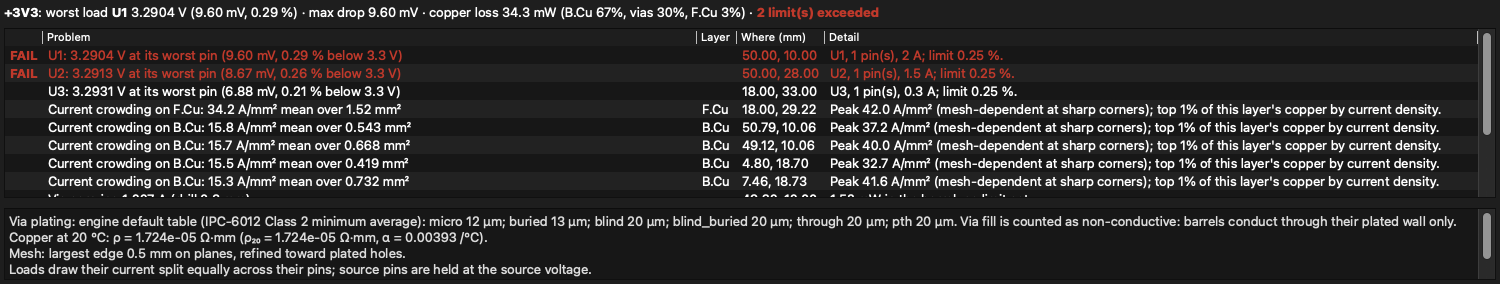 +3V3: worst load U1 3.2904 V (9.60 mV, 0.29 %) · max drop 9.60 mV · copper loss 34.3 mW (B.Cu 67%, vias 30%, F.Cu 3%) · 2 limit(s) exceeded
Problem Layer Where (mm) Detail
FAIL U1: 3.2904 V at its worst pin (9.60 mV, 0.29 % below 3.3 V) 50.00, 10.00 U1, 1 pin(s), 2 A; limit 0.25 %.
FAIL U2: 3.2913 V at its worst pin (8.67 mV, 0.26 % below 3.3 V) 50.00, 28.00 U2, 1 pin(s), 1.5 A; limit 0.25 %.
U3: 3.2931 V at its worst pin (6.88 mV, 0.21 % below 3.3 V) 18.00, 33.00 U3, 1 pin(s), 0.3 A; limit 0.25 %.
Current crowding on F.Cu: 34.2 A/mm² mean over 1.52 mm² F.Cu 18.00, 29.22 Peak 42.0 A/mm² (mesh-dependent at sharp corners); top 1% of this layer's copper by current density.
Current crowding on B.Cu: 15.8 A/mm² mean over 0.543 mm² B.Cu 50.79, 10.06 Peak 37.2 A/mm² (mesh-dependent at sharp corners); top 1% of this layer's copper by current density.
Current crowding on B.Cu: 15.7 A/mm² mean over 0.668 mm² B.Cu 49.12, 10.06 Peak 40.0 A/mm² (mesh-dependent at sharp corners); top 1% of this layer's copper by current density.
Current crowding on B.Cu: 15.5 A/mm² mean over 0.419 mm² B.Cu 4.80, 18.70 Peak 32.7 A/mm² (mesh-dependent at sharp corners); top 1% of this layer's copper by current density.
Current crowding on B.Cu: 15.3 A/mm² mean over 0.732 mm² B.Cu 7.46, 18.73 Peak 41.6 A/mm² (mesh-dependent at sharp corners); top 1% of this layer's copper by current density.
Via plating: engine default table (IPC-6012 Class 2 minimum average): micro 12 µm; buried 13 µm; blind 20 µm; blind_buried 20 µm; through 20 µm; pth 20 µm. Via fill is counted as non-conductive: barrels conduct through their plated wall only.
Copper at 20 °C: ρ = 1.724e-05 Ω·mm (ρ₂₀ = 1.724e-05 Ω·mm, α = 0.00393 /°C).
Mesh: largest edge 0.5 mm on planes, refined toward plated holes.
Loads draw their current split equally across their pins; source pins are held at the source voltage.